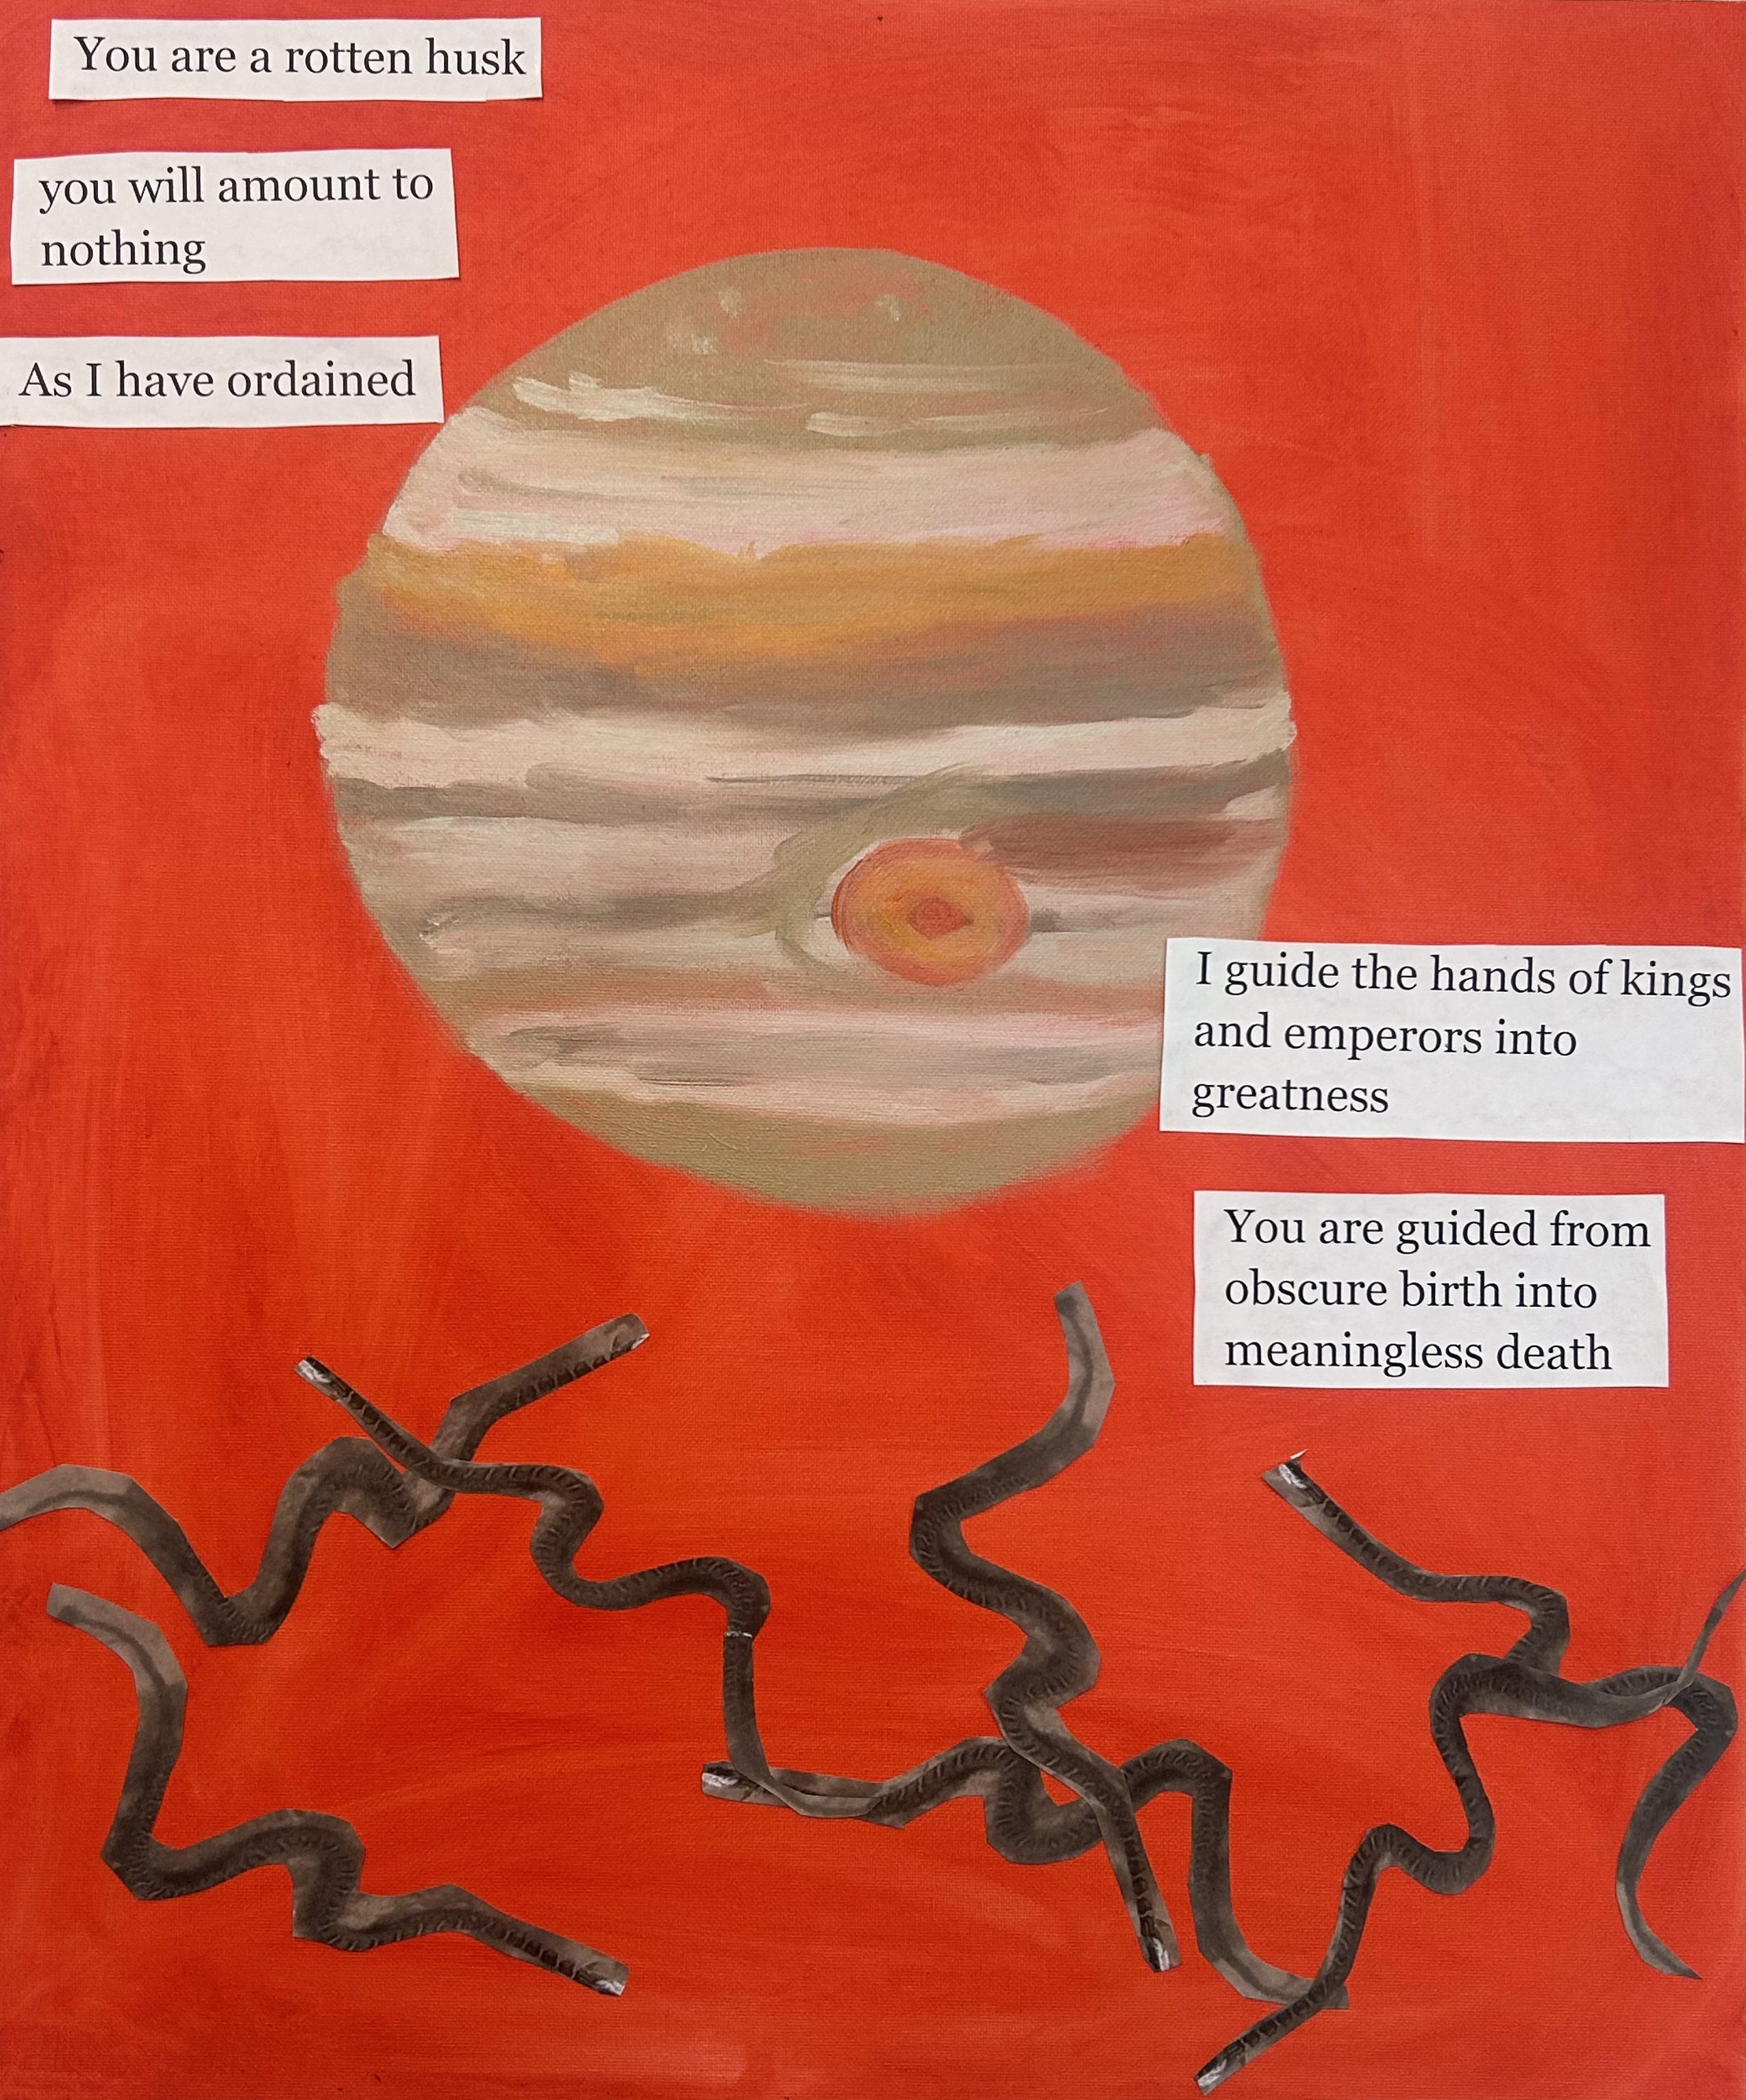 You are a rotten husk
you will amount to
nothing
As I have ordained
I guide the hands of kings
and emperors into
greatness
You are guided from
obscure birth into
meaningless death